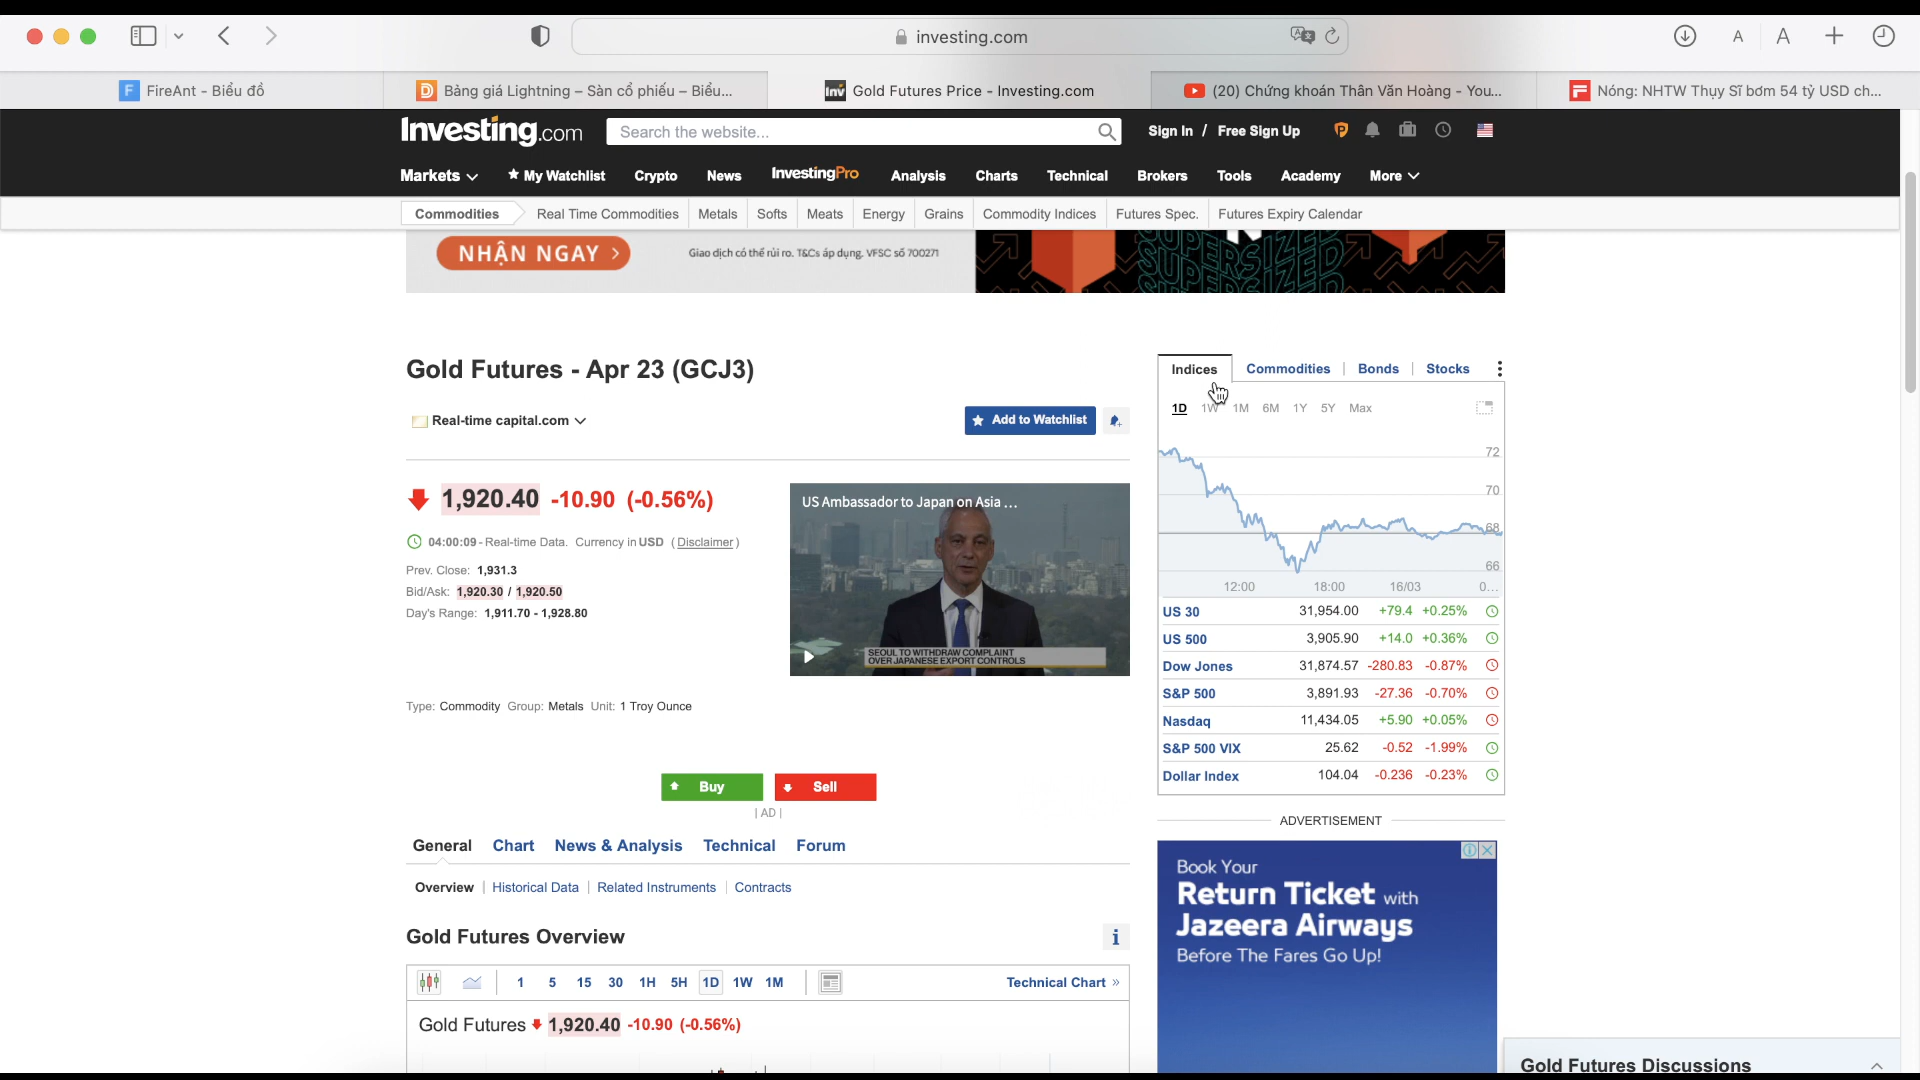 investing.com
A A
FireAnt - Biểu đồ
Bảng giá Lightning – Sàn cổ phiếu – Biểu...
Gold Futures Price - Investing.com
(20) Chứng khoán Thân Văn Hoàng - You...
Nóng: NHTW Thụy Sĩ bơm 54 tỷ USD ch...
Investing.com
Search the website...
Sign In / Free Sign Up
Markets
My Watchlist
Crypto
News
InvestingPro
Analysis
Charts
Technical
Brokers
Tools
Academy
More
Commodities
Real Time Commodities
Metals
Softs
Meats
Energy
Grains
Commodity Indices
Futures Spec.
Futures Expiry Calendar
NHẬN NGAY >
Giao dịch có thể rủi ro. T&Cs áp dụng. VFSC số 700271
SUPERSIZED
Gold Futures - Apr 23 (GCJ3)
Real-time capital.com
Add to Watchlist
1,920.40 -10.90 (-0.56%)
04:00:09 - Real-time Data. Currency in USD ( Disclaimer )
Prev. Close: 1,931.3
Bid/Ask: 1,920.30 / 1,920.50
Day's Range: 1,911.70 - 1,928.80
US Ambassador to Japan on Asia ...
SEOUL TO WITHDRAW COMPLAINT
OVER JAPANESE EXPORT CONTROLS
Type: Commodity Group: Metals Unit: 1 Troy Ounce
Buy
Sell
| AD |
General
Chart
News & Analysis
Technical
Forum
Overview
Historical Data
Related Instruments
Contracts
Gold Futures Overview
i
1 5 15 30 1H 5H 1D 1W 1M
Technical Chart »
Gold Futures 1,920.40 -10.90 (-0.56%)
Indices
Commodities
Bonds
Stocks
1D 1W 1M 6M 1Y 5Y Max
72
70
68
66
12:00 18:00 16/03 0...
US 30 31,954.00 +79.4 +0.25%
US 500 3,905.90 +14.0 +0.36%
Dow Jones 31,874.57 -280.83 -0.87%
S&P 500 3,891.93 -27.36 -0.70%
Nasdaq 11,434.05 +5.90 +0.05%
S&P 500 VIX 25.62 -0.52 -1.99%
Dollar Index 104.04 -0.236 -0.23%
ADVERTISEMENT
Book Your
Return Ticket with
Jazeera Airways
Before The Fares Go Up!
Gold Futures Discussions